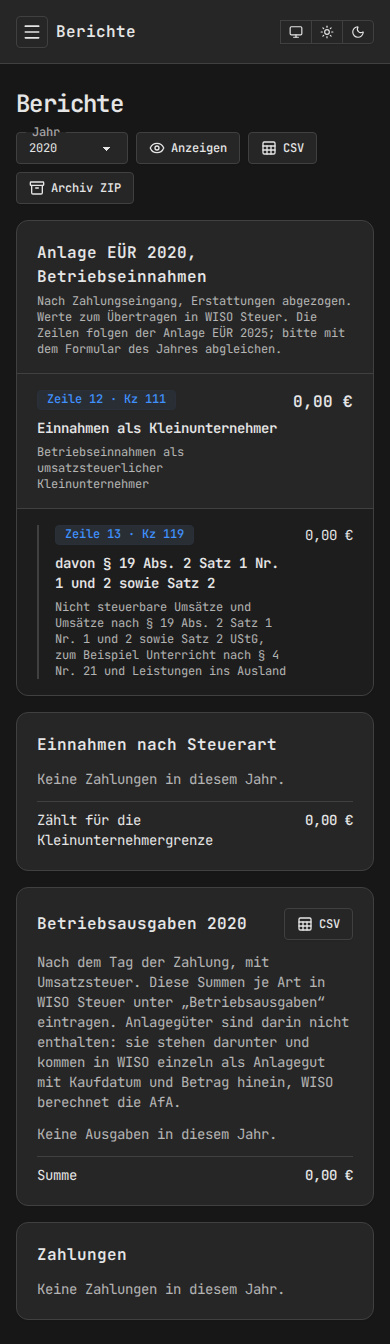 Berichte
Berichte
Jahr
2020
Anzeigen
CSV
Archiv ZIP
Anlage EÜR 2020,
Betriebseinnahmen
Nach Zahlungseingang, Erstattungen abgezogen.
Werte zum Übertragen in WISO Steuer. Die
Zeilen folgen der Anlage EÜR 2025; bitte mit
dem Formular des Jahres abgleichen.
Zeile 12 · Kz 111
0,00 €
Einnahmen als Kleinunternehmer
Betriebseinnahmen als
umsatzsteuerlicher
Kleinunternehmer
Zeile 13 · Kz 119
0,00 €
davon § 19 Abs. 2 Satz 1 Nr.
1 und 2 sowie Satz 2
Nicht steuerbare Umsätze und
Umsätze nach § 19 Abs. 2 Satz 1
Nr. 1 und 2 sowie Satz 2 UStG,
zum Beispiel Unterricht nach § 4
Nr. 21 und Leistungen ins Ausland
Einnahmen nach Steuerart
Keine Zahlungen in diesem Jahr.
Zählt für die
Kleinunternehmergrenze
0,00 €
Betriebsausgaben 2020
CSV
Nach dem Tag der Zahlung, mit
Umsatzsteuer. Diese Summen je Art in
WISO Steuer unter „Betriebsausgaben“
eintragen. Anlagegüter sind darin nicht
enthalten: sie stehen darunter und
kommen in WISO einzeln als Anlagegut
mit Kaufdatum und Betrag hinein, WISO
berechnet die AfA.
Keine Ausgaben in diesem Jahr.
Summe
0,00 €
Zahlungen
Keine Zahlungen in diesem Jahr.